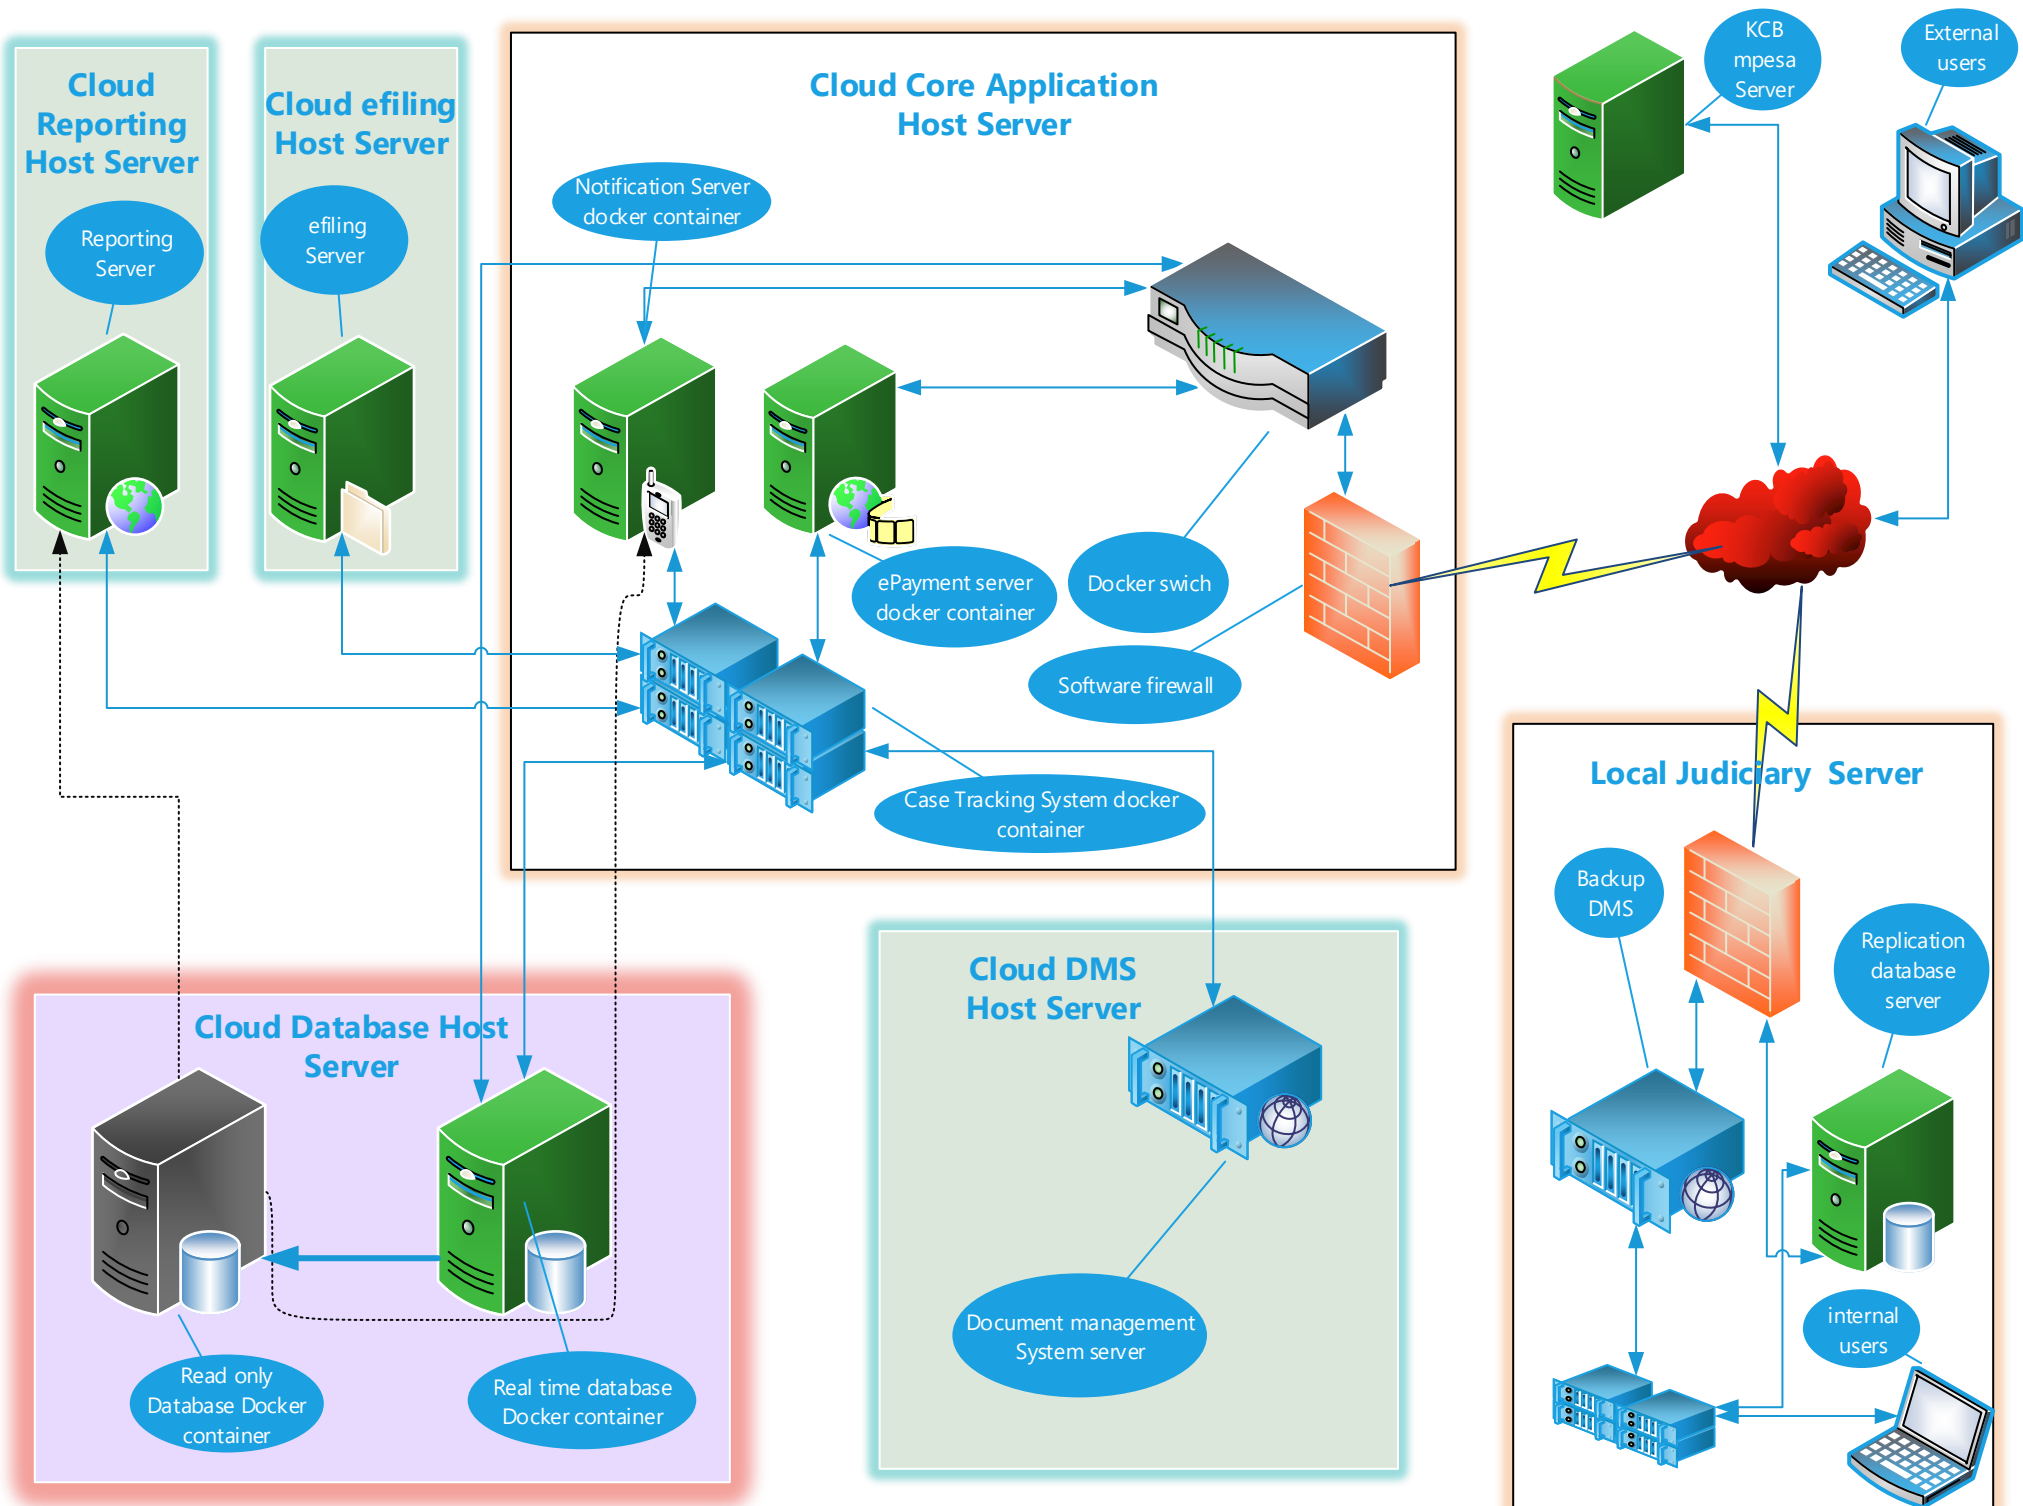 Cloud
Reporting
Host Server
Reporting
Server
Cloud efiling
Host Server
efiling
Server
Cloud Core Application
Host Server
Notification Server
docker container
ePayment server
docker container
Docker swich
Software firewall
Case Tracking System docker
container
KCB
mpesa
Server
External
users
Cloud Database Host
Server
Read only
Database Docker
container
Real time database
Docker container
Cloud DMS
Host Server
Document management
System server
Local Judiciary Server
Backup
DMS
Replication
database
server
internal
users